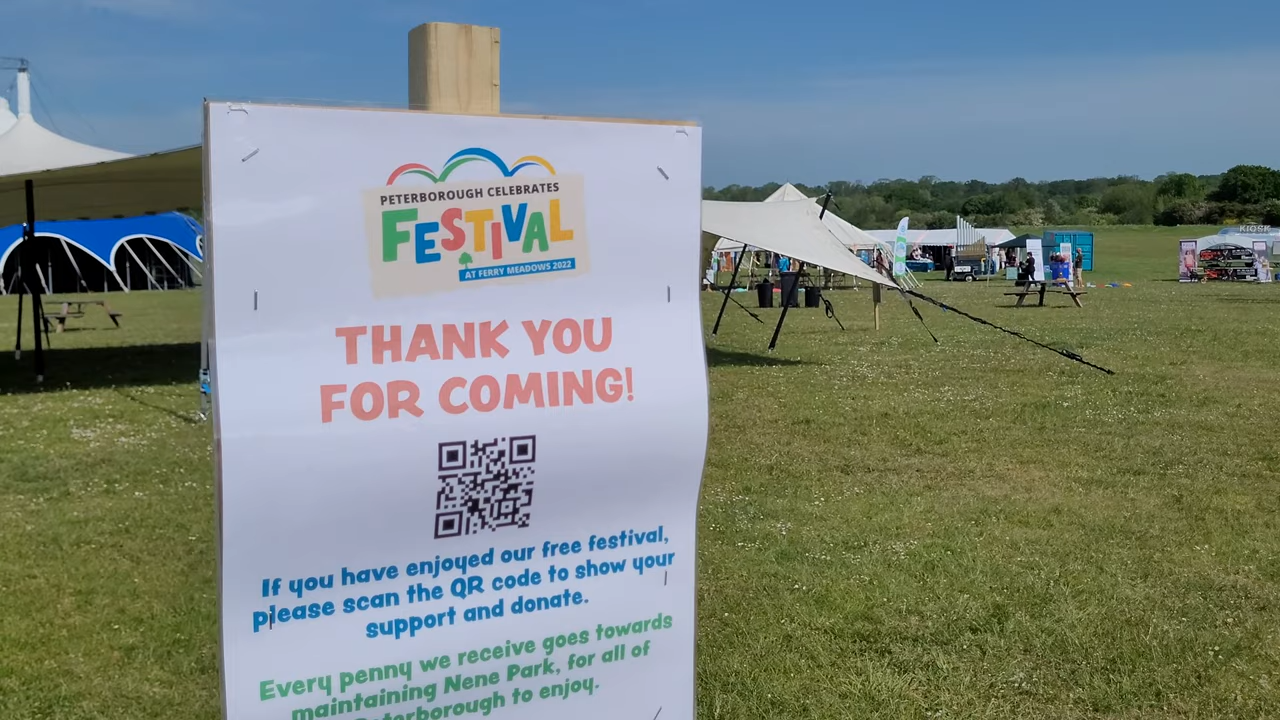 PETERBOROUGH CELEBRATES
FESTIVAL
AT FERRY MEADOWS 2022
THANK YOU
FOR COMING!
If you have enjoyed our free festival,
please scan the QR code to show your
support and donate.
Every penny we receive goes towards
maintaining Nene Park, for all of
Peterborough to enjoy.
KIOSK